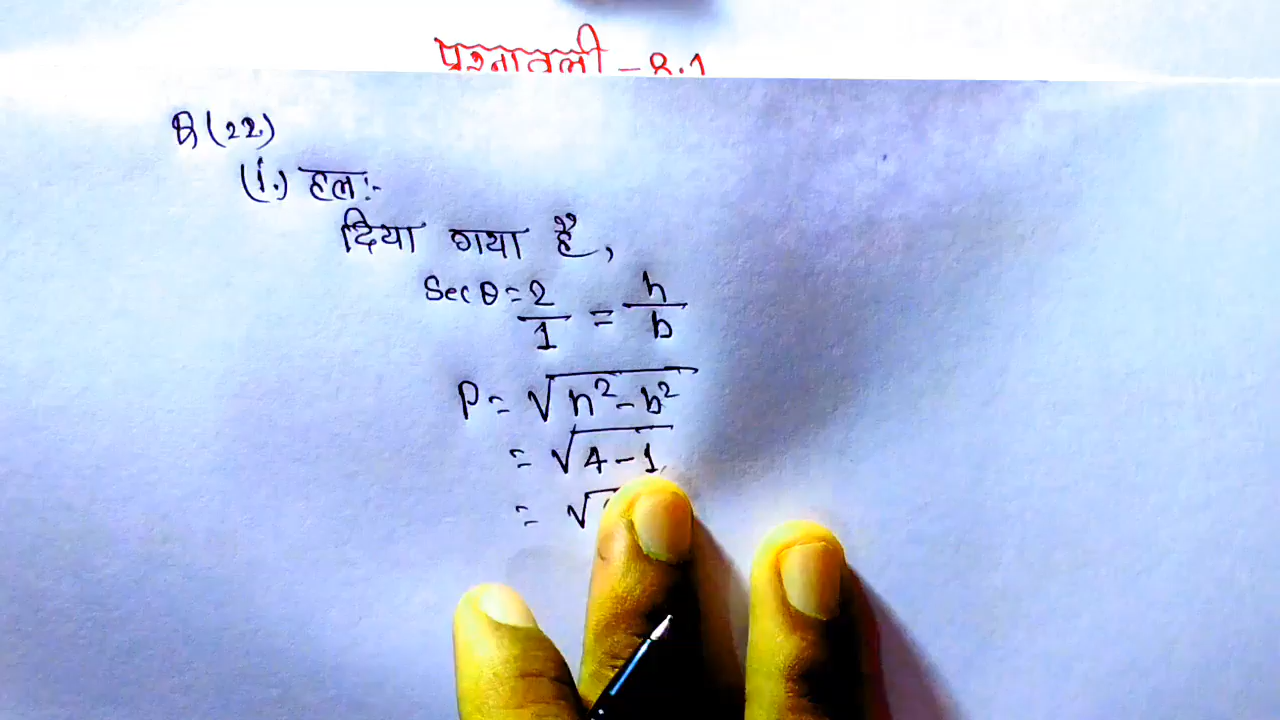 प्रश्नावली - 8.1
Q(22)
(i.) हल:-
दिया गया है,
Sec θ = 2/1 = h/b
P = √(h² - b²)
= √(4 - 1)
= √